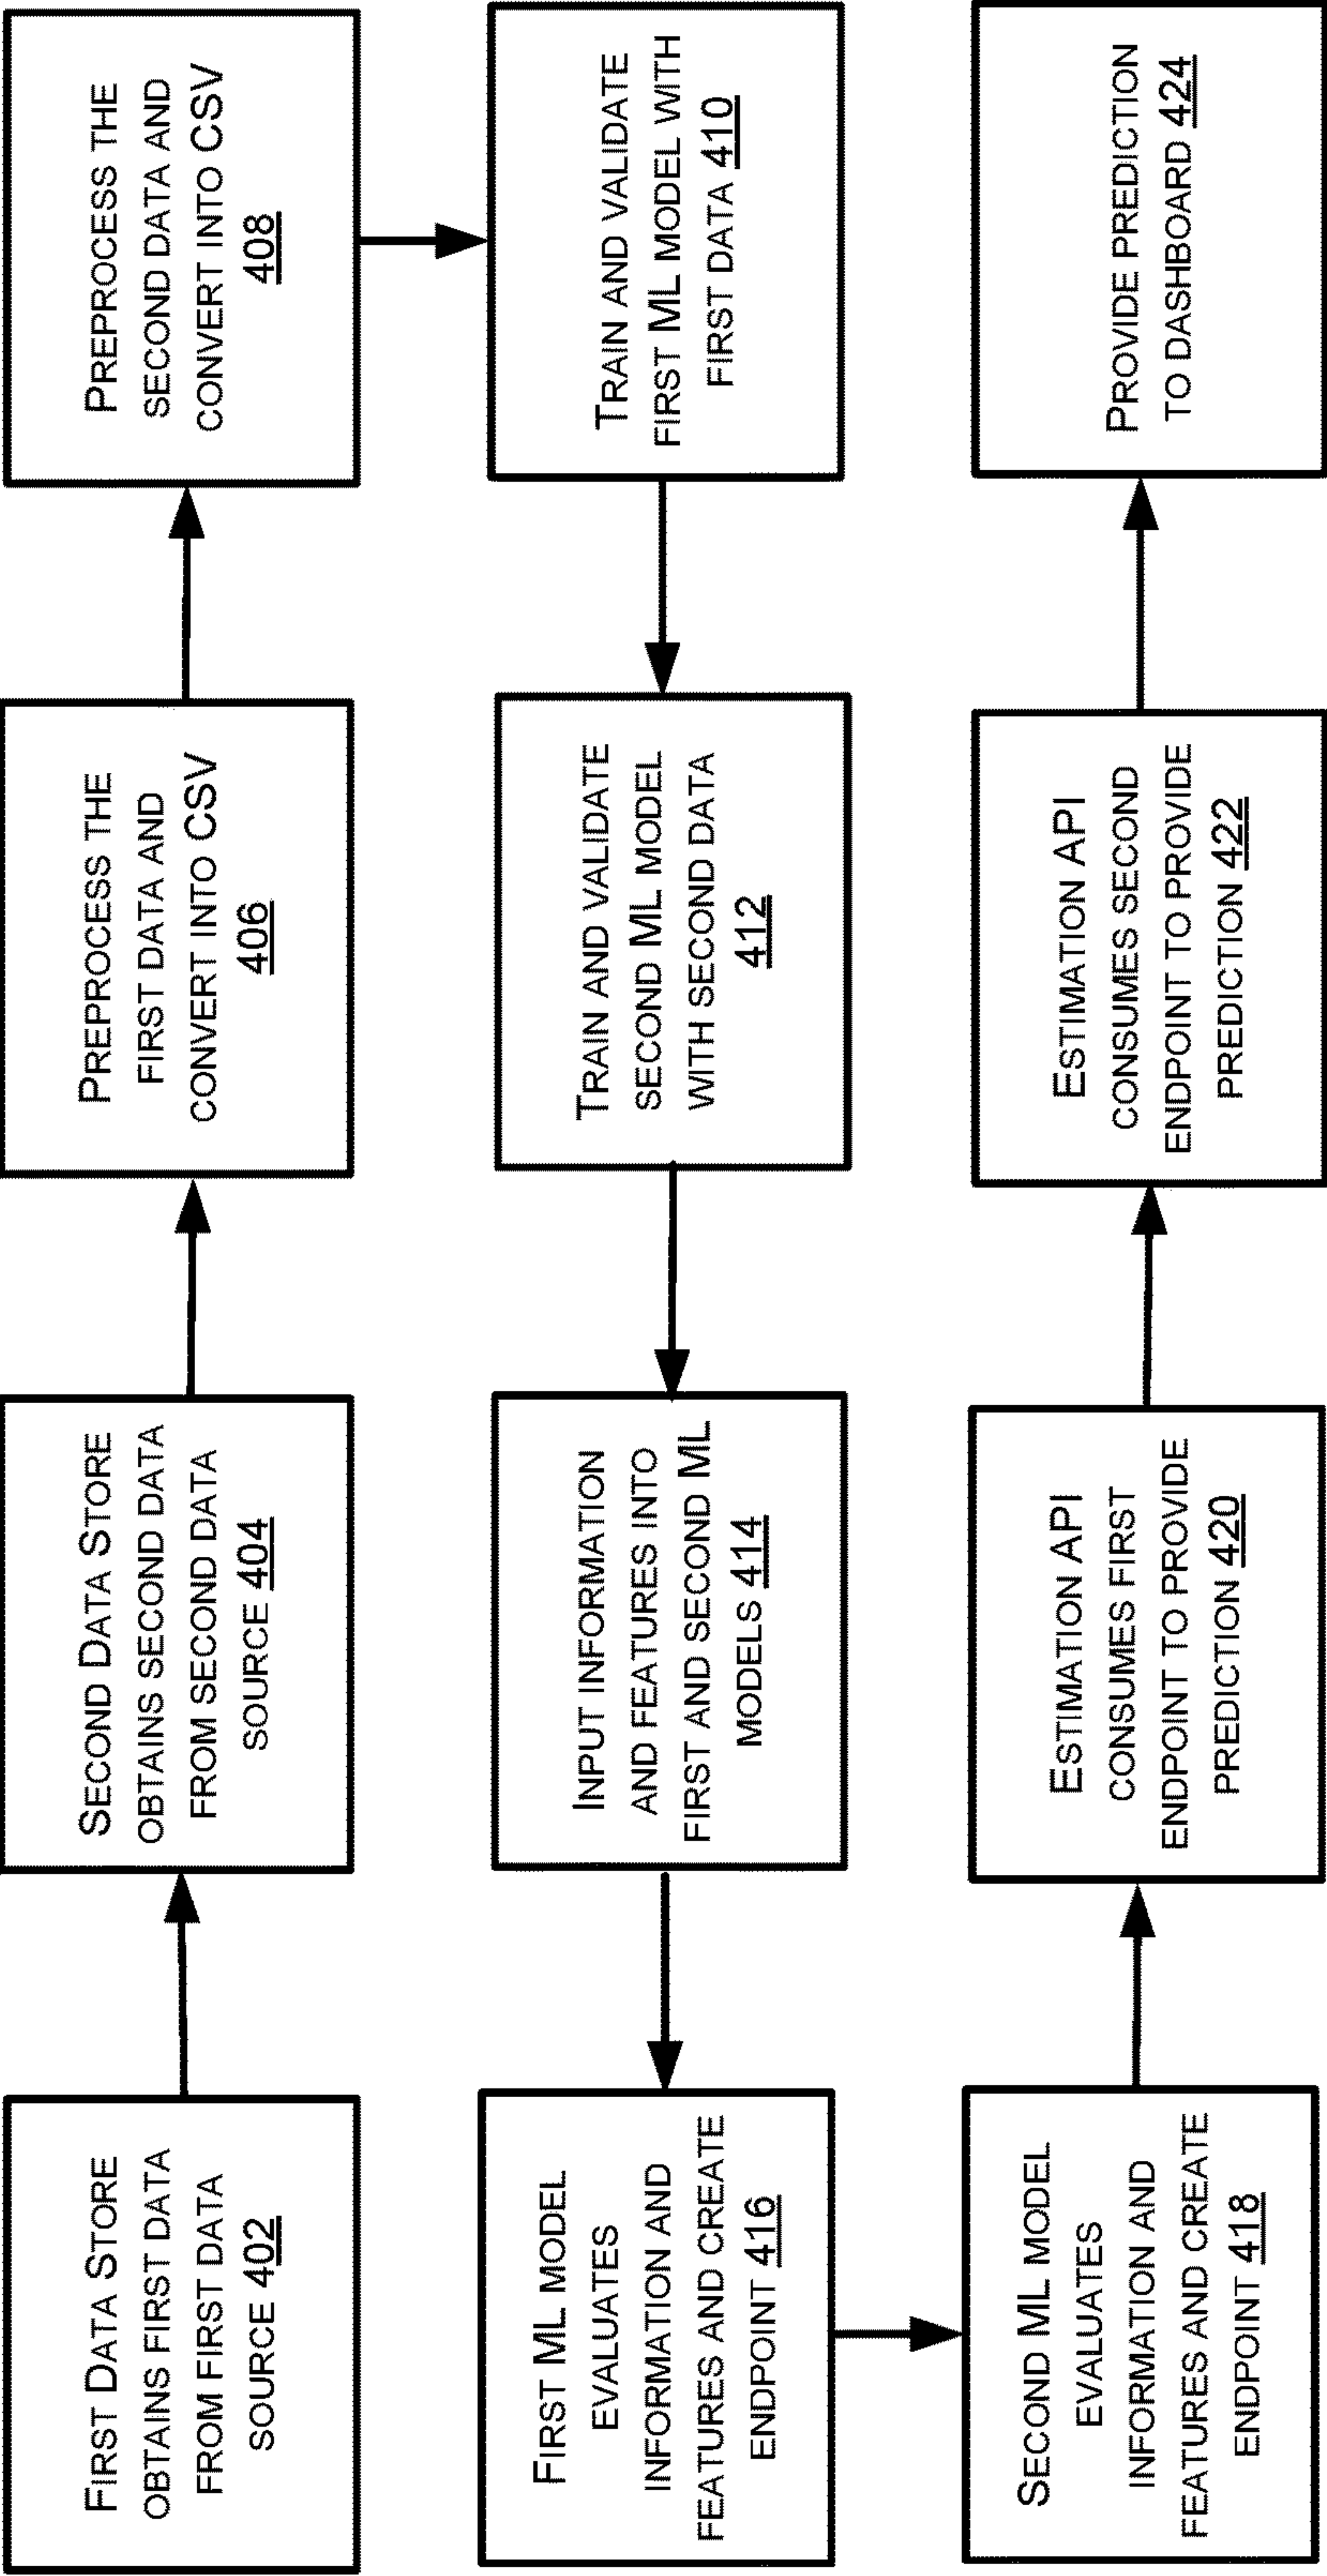 FIRST DATA STORE
OBTAINS FIRST DATA
FROM FIRST DATA
SOURCE 402
SECOND DATA STORE
OBTAINS SECOND DATA
FROM SECOND DATA
SOURCE 404
PREPROCESS THE
FIRST DATA AND
CONVERT INTO CSV
406
PREPROCESS THE
SECOND DATA AND
CONVERT INTO CSV
408
TRAIN AND VALIDATE
FIRST ML MODEL WITH
FIRST DATA 410
TRAIN AND VALIDATE
SECOND ML MODEL
WITH SECOND DATA
412
INPUT INFORMATION
AND FEATURES INTO
FIRST AND SECOND ML
MODELS 414
FIRST ML MODEL
EVALUATES
INFORMATION AND
FEATURES AND CREATE
ENDPOINT 416
SECOND ML MODEL
EVALUATES
INFORMATION AND
FEATURES AND CREATE
ENDPOINT 418
ESTIMATION API
CONSUMES FIRST
ENDPOINT TO PROVIDE
PREDICTION 420
ESTIMATION API
CONSUMES SECOND
ENDPOINT TO PROVIDE
PREDICTION 422
PROVIDE PREDICTION
TO DASHBOARD 424